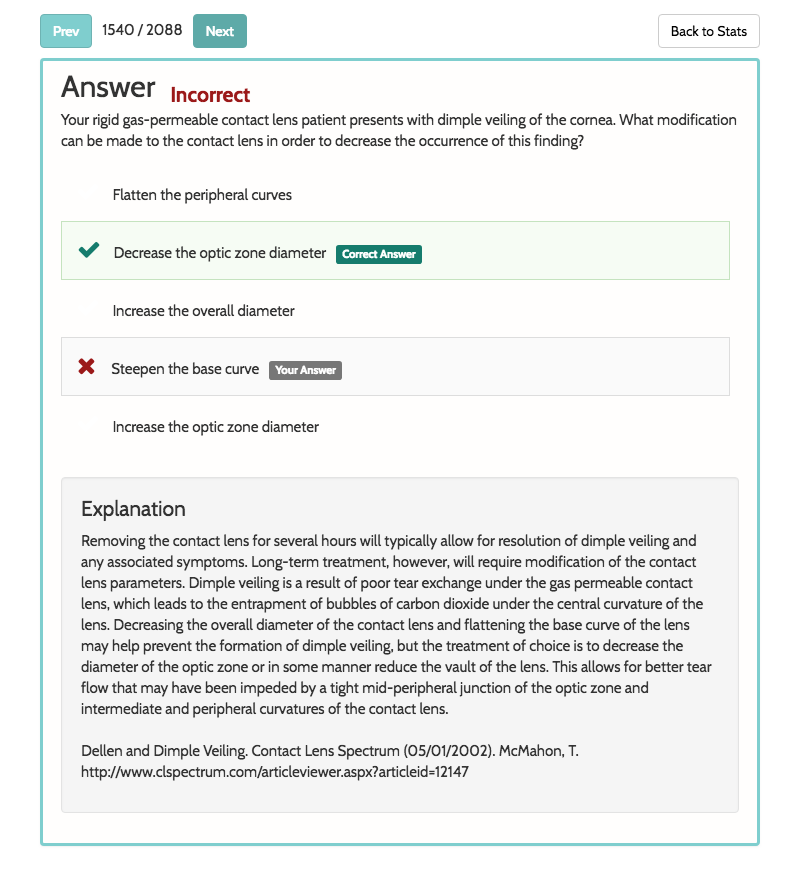 Prev 1540 / 2088 Next Back to Stats
Answer Incorrect
Your rigid gas-permeable contact lens patient presents with dimple veiling of the cornea. What modification
can be made to the contact lens in order to decrease the occurrence of this finding?
Flatten the peripheral curves
Decrease the optic zone diameter Correct Answer
Increase the overall diameter
Steepen the base curve Your Answer
Increase the optic zone diameter
Explanation
Removing the contact lens for several hours will typically allow for resolution of dimple veiling and
any associated symptoms. Long-term treatment, however, will require modification of the contact
lens parameters. Dimple veiling is a result of poor tear exchange under the gas permeable contact
lens, which leads to the entrapment of bubbles of carbon dioxide under the central curvature of the
lens. Decreasing the overall diameter of the contact lens and flattening the base curve of the lens
may help prevent the formation of dimple veiling, but the treatment of choice is to decrease the
diameter of the optic zone or in some manner reduce the vault of the lens. This allows for better tear
flow that may have been impeded by a tight mid-peripheral junction of the optic zone and
intermediate and peripheral curvatures of the contact lens.
Dellen and Dimple Veiling. Contact Lens Spectrum (05/01/2002). McMahon, T.
http://www.clspectrum.com/articleviewer.aspx?articleid=12147